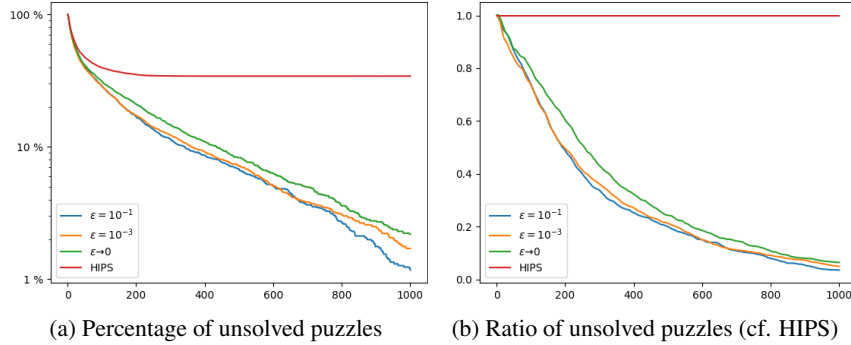 100 %
10 %
1 %
ε = 10⁻¹
ε = 10⁻³
ε→0
HIPS
0 200 400 600 800 1000
(a) Percentage of unsolved puzzles
1.0
0.8
0.6
0.4
0.2
0.0
ε = 10⁻¹
ε = 10⁻³
ε→0
HIPS
0 200 400 600 800 1000
(b) Ratio of unsolved puzzles (cf. HIPS)